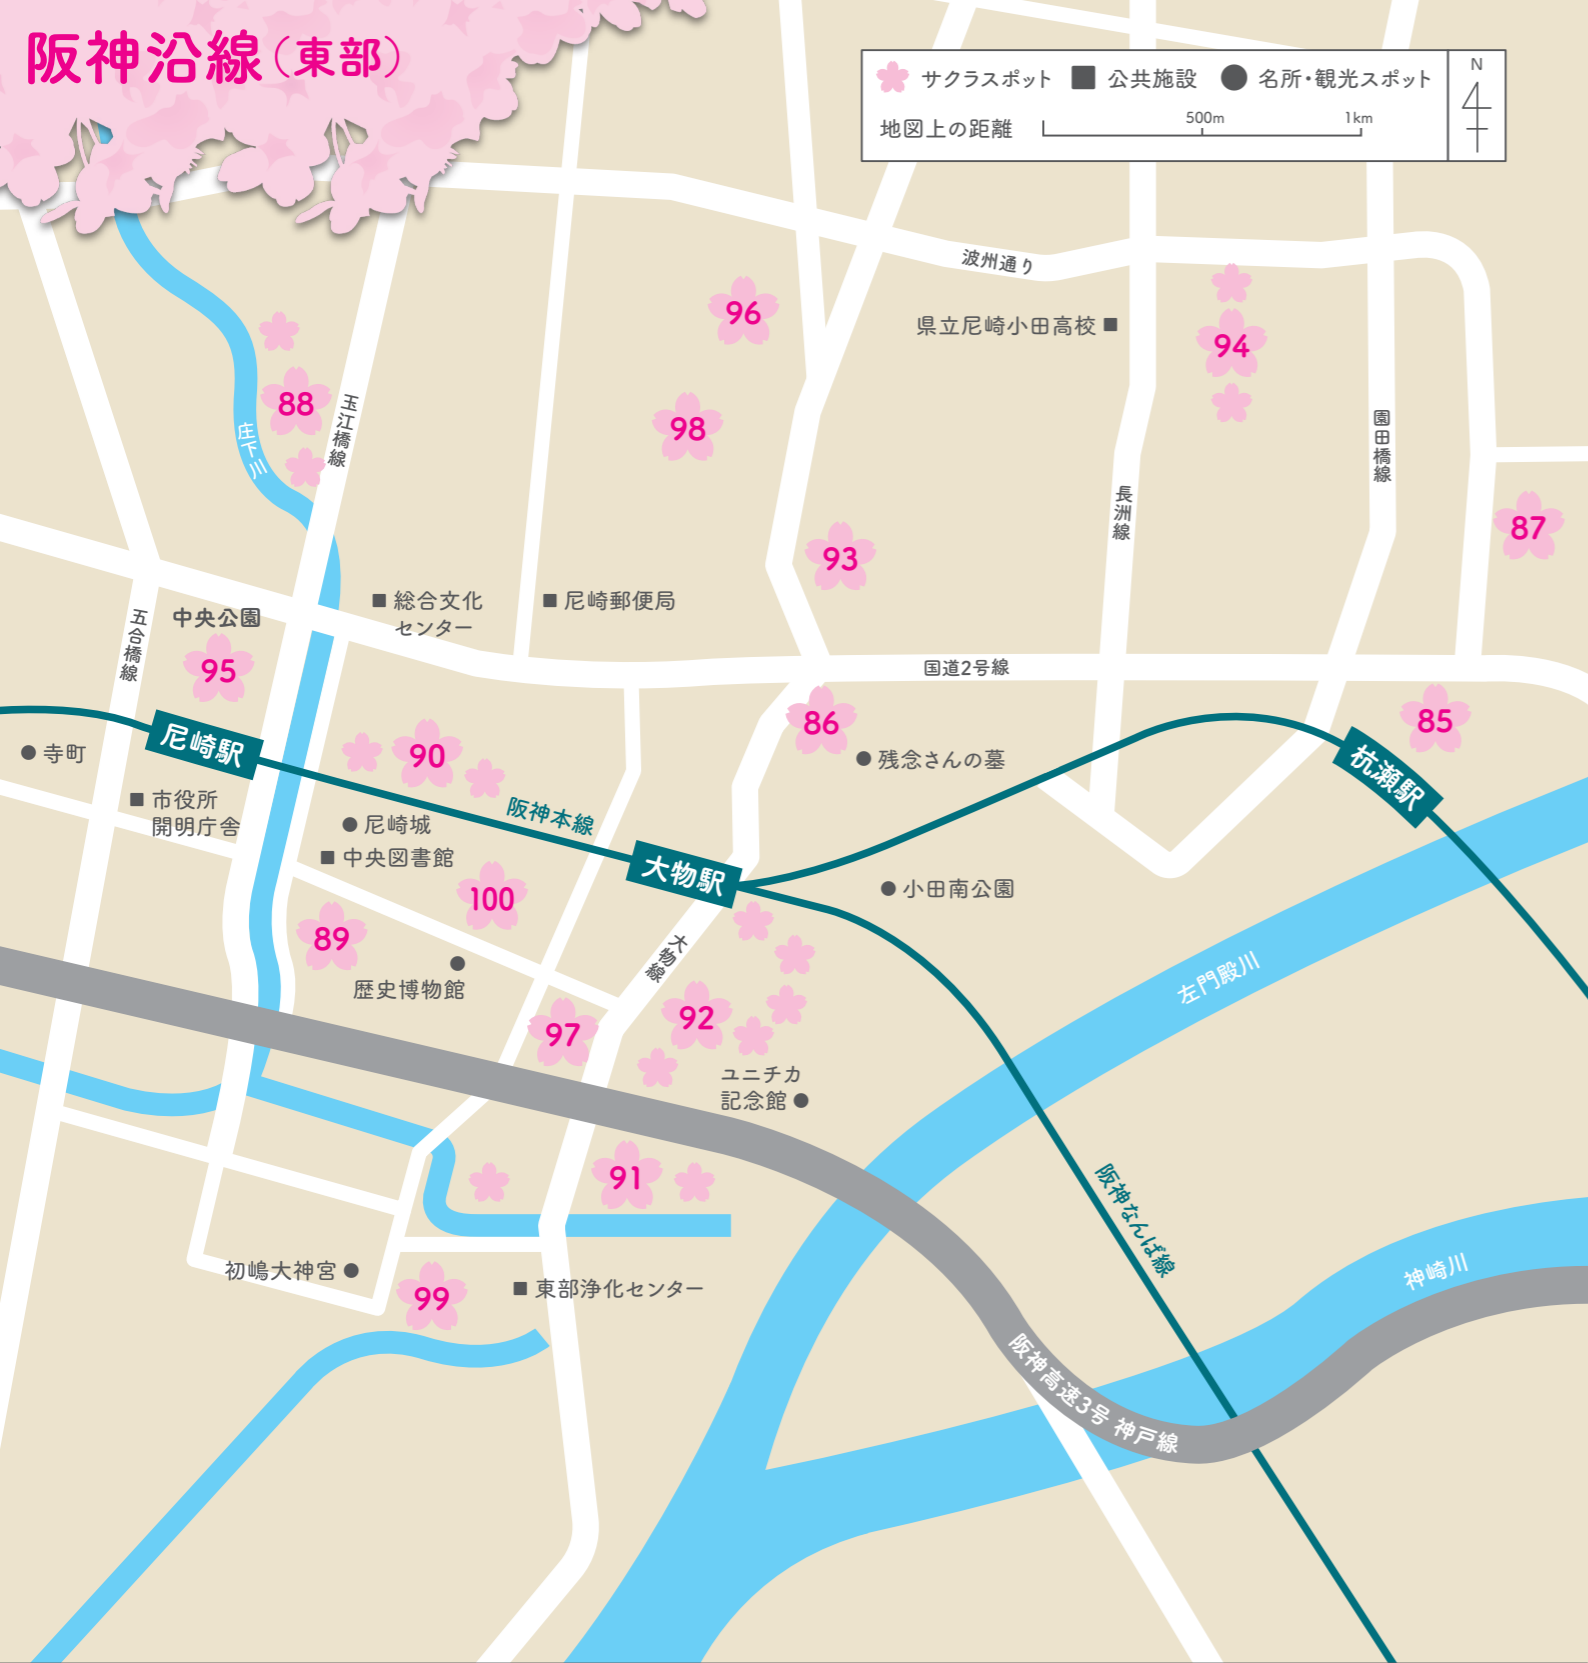 阪神沿線（東部）
サクラスポット
公共施設
名所・観光スポット
地図上の距離
500m
1km
N
波州通り
96
県立尼崎小田高校
94
88
玉江橋線
98
庄下川
園田橋線
長洲線
87
93
総合文化
センター
尼崎郵便局
中央公園
五合橋線
95
国道2号線
86
85
尼崎駅
寺町
90
残念さんの墓
杭瀬駅
市役所
開明庁舎
阪神本線
尼崎城
中央図書館
大物駅
小田南公園
100
89
大物線
歴史博物館
左門殿川
97
92
ユニチカ
記念館
91
阪神なんば線
初嶋大神宮
99
東部浄化センター
神崎川
阪神高速3号 神戸線